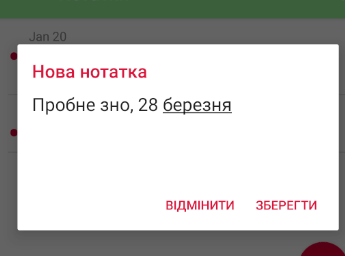 Jan 20
Нова нотатка
Пробне зно, 28 березня
ВІДМІНИТИ ЗБЕРЕГТИ